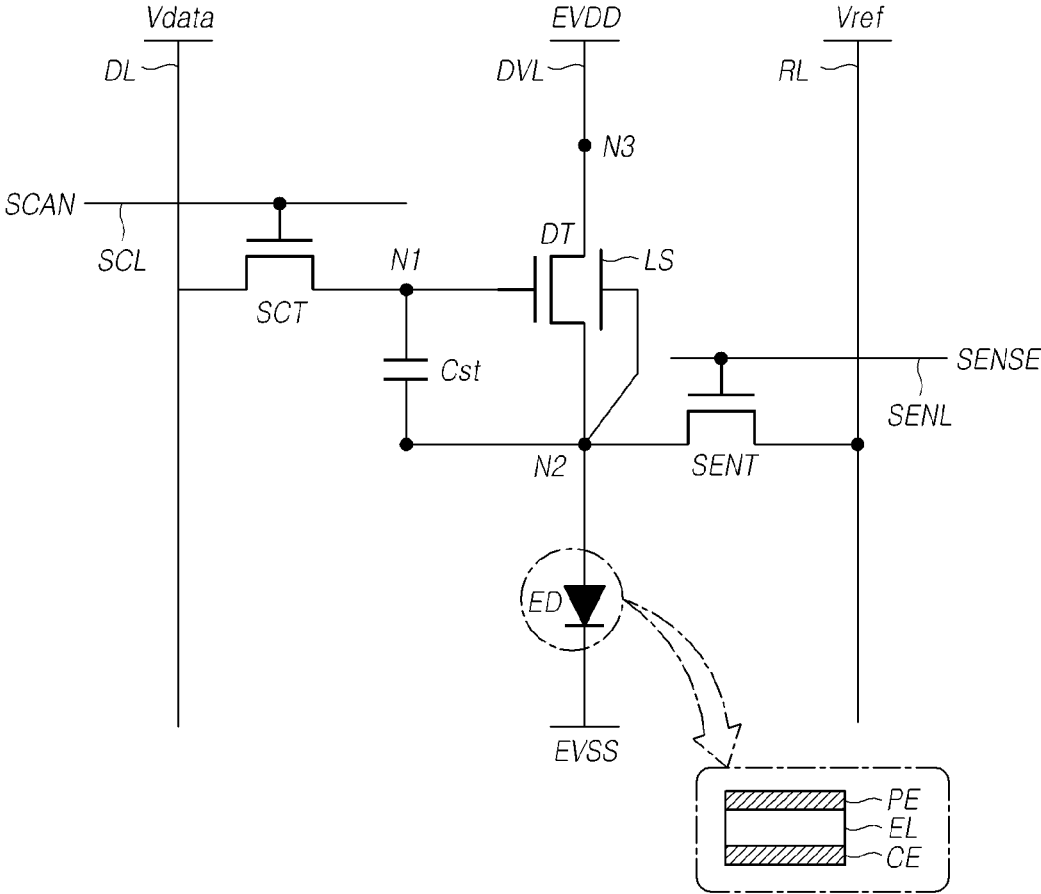 Vdata
EVDD
Vref
DL
DVL
RL
N3
SCAN
SCL
DT
LS
N1
SCT
Cst
SENSE
SENL
N2
SENT
ED
EVSS
PE
EL
CE